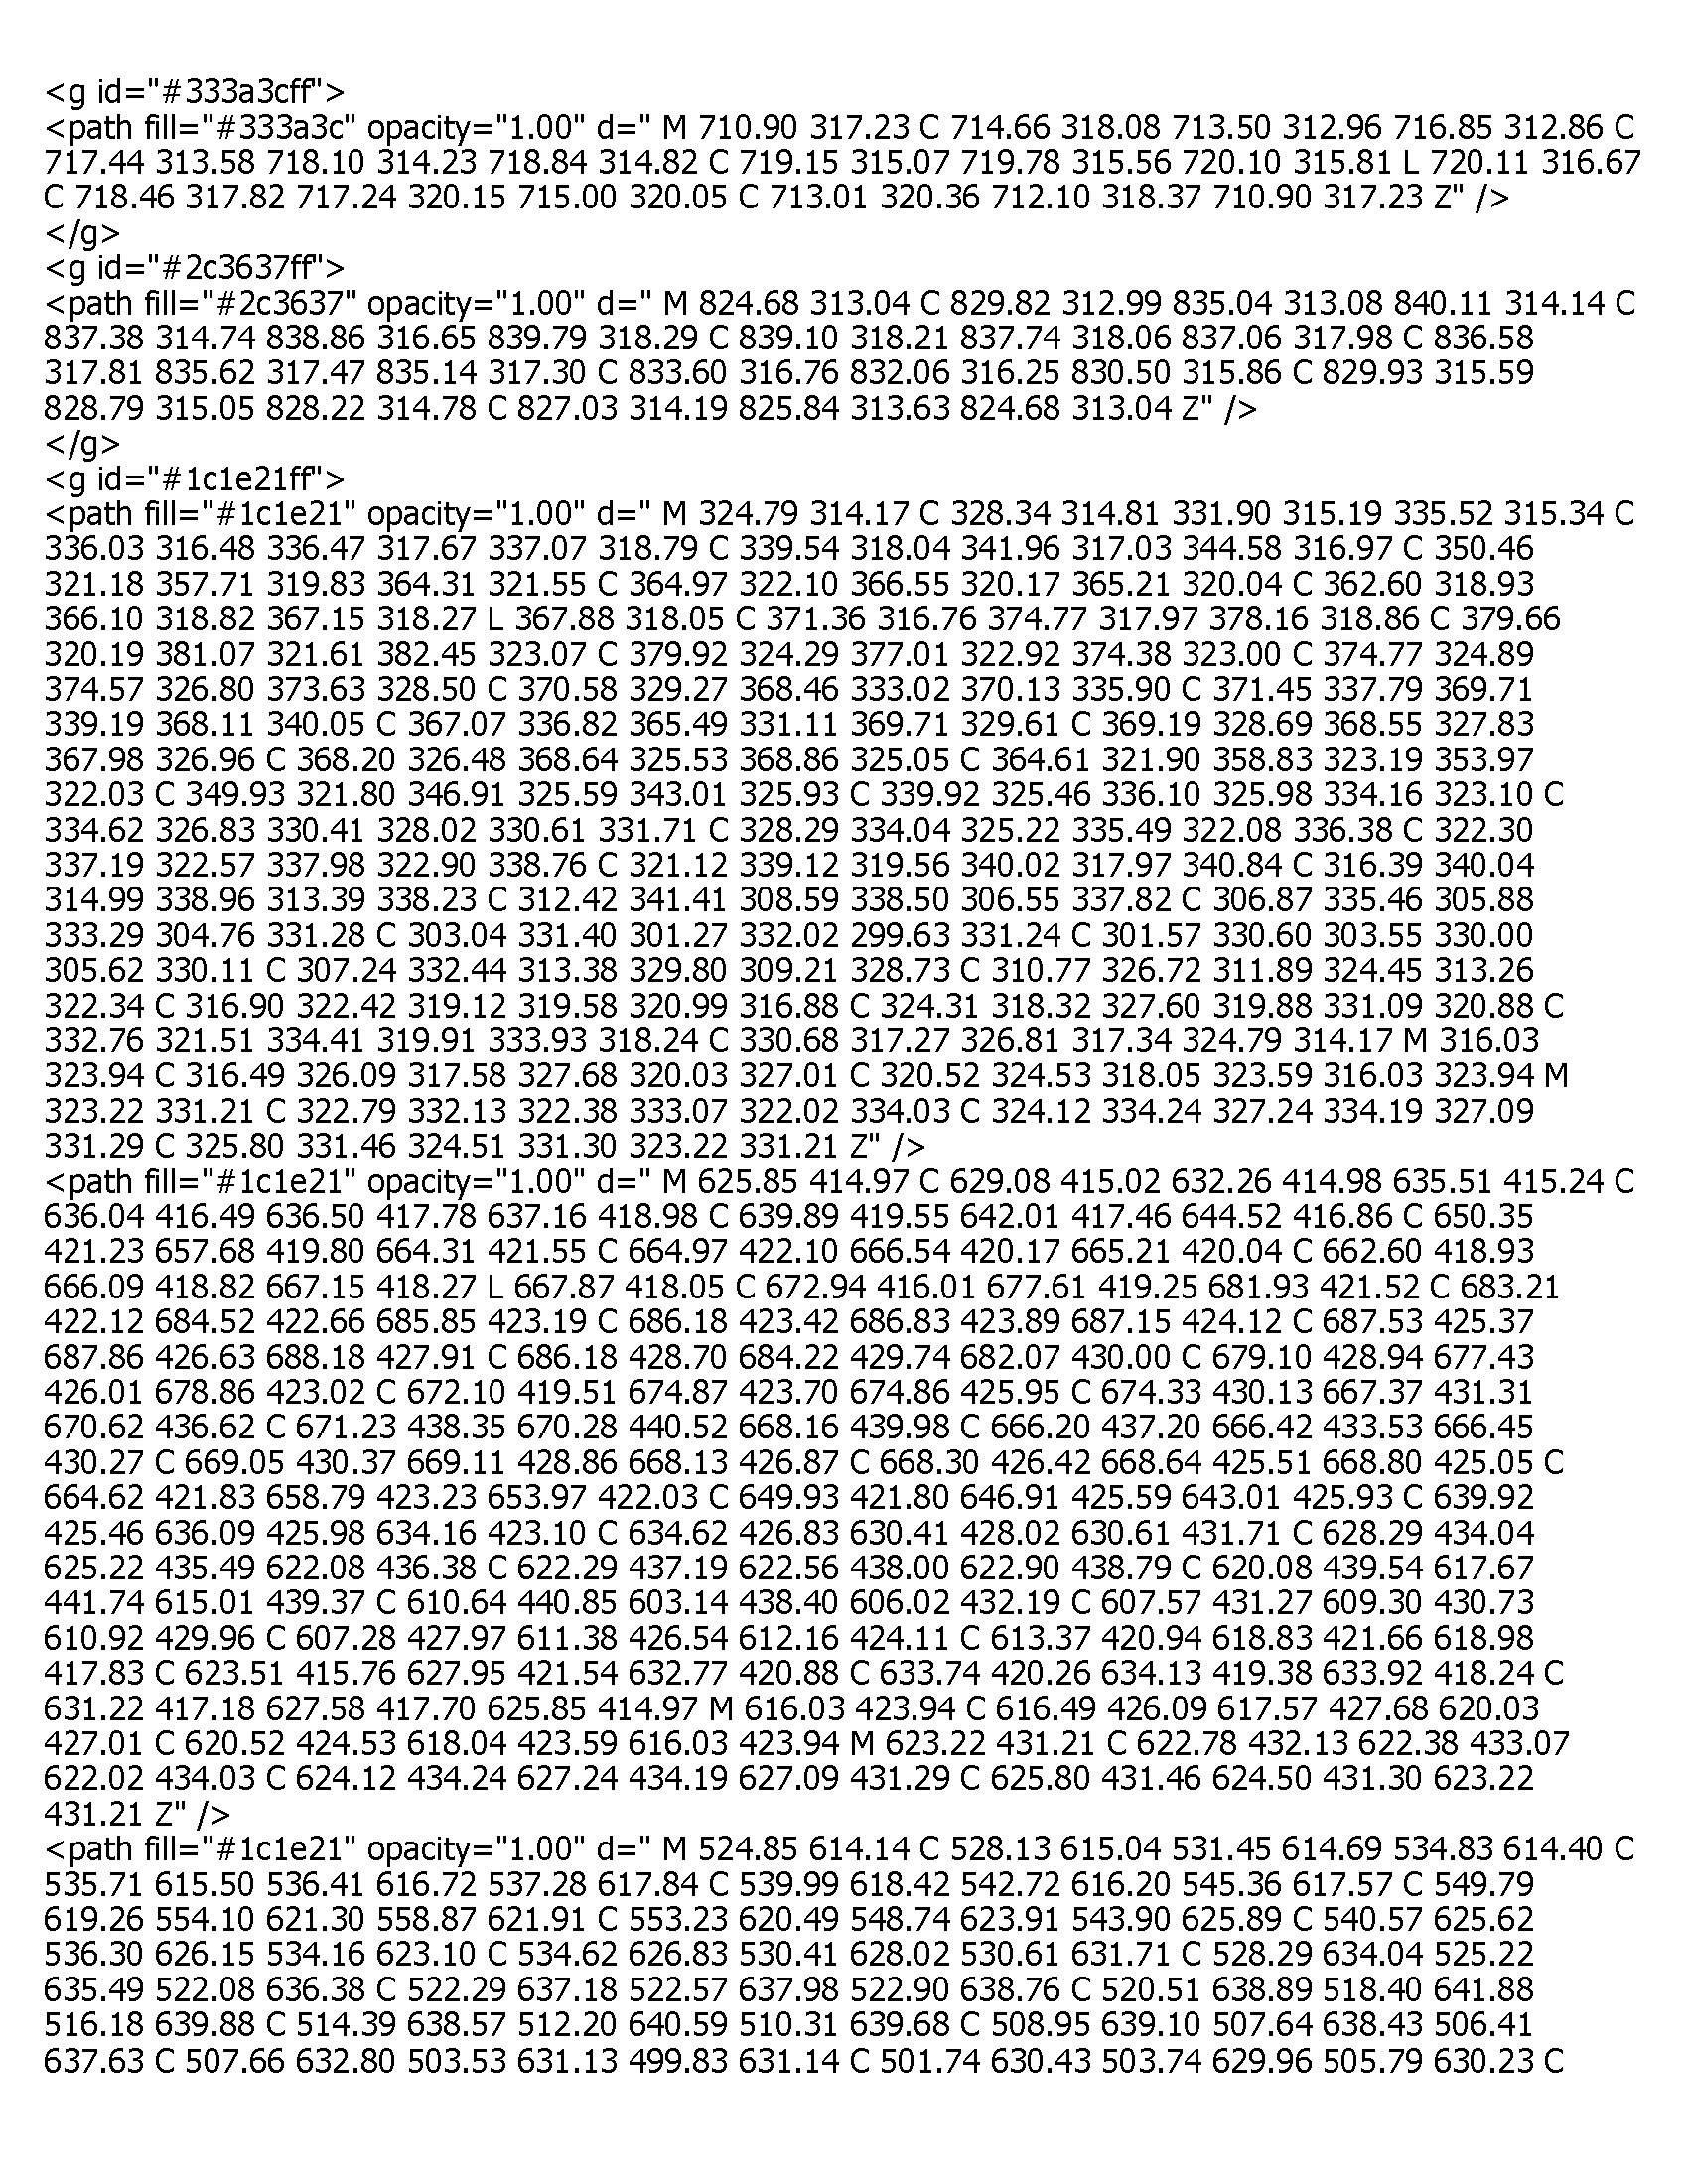 <g id="#333a3cff">
<path fill="#333a3c" opacity="1.00" d=" M 710.90 317.23 C 714.66 318.08 713.50 312.96 716.85 312.86 C
717.44 313.58 718.10 314.23 718.84 314.82 C 719.15 315.07 719.78 315.56 720.10 315.81 L 720.11 316.67
C 718.46 317.82 717.24 320.15 715.00 320.05 C 713.01 320.36 712.10 318.37 710.90 317.23 Z" />
</g>
<g id="#2c3637ff">
<path fill="#2c3637" opacity="1.00" d=" M 824.68 313.04 C 829.82 312.99 835.04 313.08 840.11 314.14 C
837.38 314.74 838.86 316.65 839.79 318.29 C 839.10 318.21 837.74 318.06 837.06 317.98 C 836.58
317.81 835.62 317.47 835.14 317.30 C 833.60 316.76 832.06 316.25 830.50 315.86 C 829.93 315.59
828.79 315.05 828.22 314.78 C 827.03 314.19 825.84 313.63 824.68 313.04 Z" />
</g>
<g id="#1c1e21ff">
<path fill="#1c1e21" opacity="1.00" d=" M 324.79 314.17 C 328.34 314.81 331.90 315.19 335.52 315.34 C
336.03 316.48 336.47 317.67 337.07 318.79 C 339.54 318.04 341.96 317.03 344.58 316.97 C 350.46
321.18 357.71 319.83 364.31 321.55 C 364.97 322.10 366.55 320.17 365.21 320.04 C 362.60 318.93
366.10 318.82 367.15 318.27 L 367.88 318.05 C 371.36 316.76 374.77 317.97 378.16 318.86 C 379.66
320.19 381.07 321.61 382.45 323.07 C 379.92 324.29 377.01 322.92 374.38 323.00 C 374.77 324.89
374.57 326.80 373.63 328.50 C 370.58 329.27 368.46 333.02 370.13 335.90 C 371.45 337.79 369.71
339.19 368.11 340.05 C 367.07 336.82 365.49 331.11 369.71 329.61 C 369.19 328.69 368.55 327.83
367.98 326.96 C 368.20 326.48 368.64 325.53 368.86 325.05 C 364.61 321.90 358.83 323.19 353.97
322.03 C 349.93 321.80 346.91 325.59 343.01 325.93 C 339.92 325.46 336.10 325.98 334.16 323.10 C
334.62 326.83 330.41 328.02 330.61 331.71 C 328.29 334.04 325.22 335.49 322.08 336.38 C 322.30
337.19 322.57 337.98 322.90 338.76 C 321.12 339.12 319.56 340.02 317.97 340.84 C 316.39 340.04
314.99 338.96 313.39 338.23 C 312.42 341.41 308.59 338.50 306.55 337.82 C 306.87 335.46 305.88
333.29 304.76 331.28 C 303.04 331.40 301.27 332.02 299.63 331.24 C 301.57 330.60 303.55 330.00
305.62 330.11 C 307.24 332.44 313.38 329.80 309.21 328.73 C 310.77 326.72 311.89 324.45 313.26
322.34 C 316.90 322.42 319.12 319.58 320.99 316.88 C 324.31 318.32 327.60 319.88 331.09 320.88 C
332.76 321.51 334.41 319.91 333.93 318.24 C 330.68 317.27 326.81 317.34 324.79 314.17 M 316.03
323.94 C 316.49 326.09 317.58 327.68 320.03 327.01 C 320.52 324.53 318.05 323.59 316.03 323.94 M
323.22 331.21 C 322.79 332.13 322.38 333.07 322.02 334.03 C 324.12 334.24 327.24 334.19 327.09
331.29 C 325.80 331.46 324.51 331.30 323.22 331.21 Z" />
<path fill="#1c1e21" opacity="1.00" d=" M 625.85 414.97 C 629.08 415.02 632.26 414.98 635.51 415.24 C
636.04 416.49 636.50 417.78 637.16 418.98 C 639.89 419.55 642.01 417.46 644.52 416.86 C 650.35
421.23 657.68 419.80 664.31 421.55 C 664.97 422.10 666.54 420.17 665.21 420.04 C 662.60 418.93
666.09 418.82 667.15 418.27 L 667.87 418.05 C 672.94 416.01 677.61 419.25 681.93 421.52 C 683.21
422.12 684.52 422.66 685.85 423.19 C 686.18 423.42 686.83 423.89 687.15 424.12 C 687.53 425.37
687.86 426.63 688.18 427.91 C 686.18 428.70 684.22 429.74 682.07 430.00 C 679.10 428.94 677.43
426.01 678.86 423.02 C 672.10 419.51 674.87 423.70 674.86 425.95 C 674.33 430.13 667.37 431.31
670.62 436.62 C 671.23 438.35 670.28 440.52 668.16 439.98 C 666.20 437.20 666.42 433.53 666.45
430.27 C 669.05 430.37 669.11 428.86 668.13 426.87 C 668.30 426.42 668.64 425.51 668.80 425.05 C
664.62 421.83 658.79 423.23 653.97 422.03 C 649.93 421.80 646.91 425.59 643.01 425.93 C 639.92
425.46 636.09 425.98 634.16 423.10 C 634.62 426.83 630.41 428.02 630.61 431.71 C 628.29 434.04
625.22 435.49 622.08 436.38 C 622.29 437.19 622.56 438.00 622.90 438.79 C 620.08 439.54 617.67
441.74 615.01 439.37 C 610.64 440.85 603.14 438.40 606.02 432.19 C 607.57 431.27 609.30 430.73
610.92 429.96 C 607.28 427.97 611.38 426.54 612.16 424.11 C 613.37 420.94 618.83 421.66 618.98
417.83 C 623.51 415.76 627.95 421.54 632.77 420.88 C 633.74 420.26 634.13 419.38 633.92 418.24 C
631.22 417.18 627.58 417.70 625.85 414.97 M 616.03 423.94 C 616.49 426.09 617.57 427.68 620.03
427.01 C 620.52 424.53 618.04 423.59 616.03 423.94 M 623.22 431.21 C 622.78 432.13 622.38 433.07
622.02 434.03 C 624.12 434.24 627.24 434.19 627.09 431.29 C 625.80 431.46 624.50 431.30 623.22
431.21 Z" />
<path fill="#1c1e21" opacity="1.00" d=" M 524.85 614.14 C 528.13 615.04 531.45 614.69 534.83 614.40 C
535.71 615.50 536.41 616.72 537.28 617.84 C 539.99 618.42 542.72 616.20 545.36 617.57 C 549.79
619.26 554.10 621.30 558.87 621.91 C 553.23 620.49 548.74 623.91 543.90 625.89 C 540.57 625.62
536.30 626.15 534.16 623.10 C 534.62 626.83 530.41 628.02 530.61 631.71 C 528.29 634.04 525.22
635.49 522.08 636.38 C 522.29 637.18 522.57 637.98 522.90 638.76 C 520.51 638.89 518.40 641.88
516.18 639.88 C 514.39 638.57 512.20 640.59 510.31 639.68 C 508.95 639.10 507.64 638.43 506.41
637.63 C 507.66 632.80 503.53 631.13 499.83 631.14 C 501.74 630.43 503.74 629.96 505.79 630.23 C